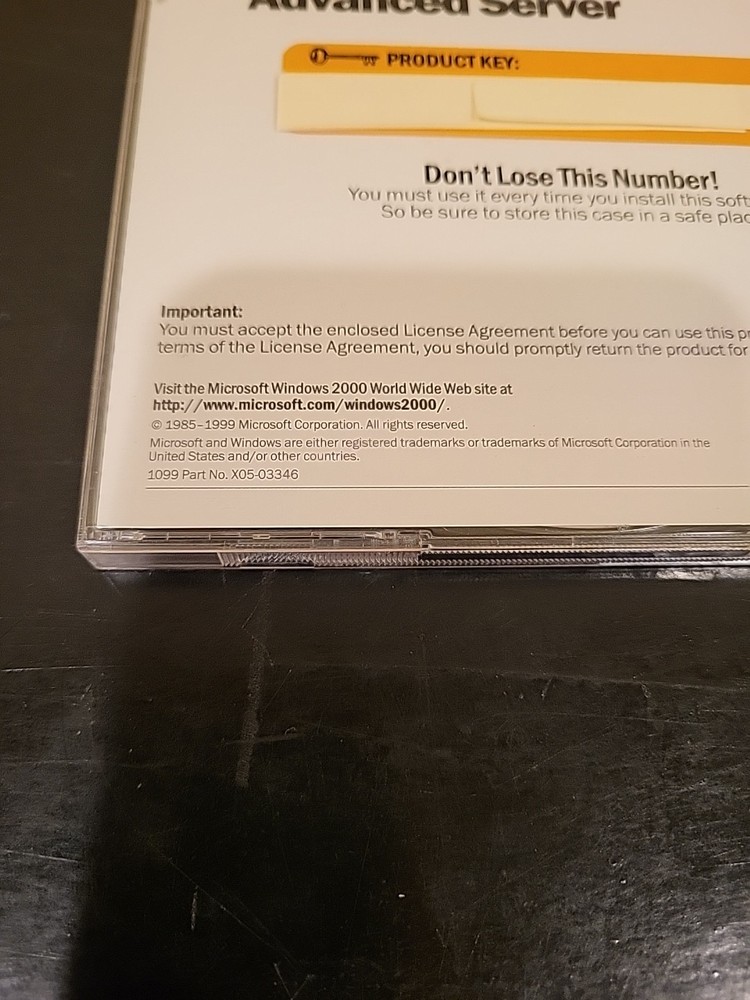 Advanced Server
PRODUCT KEY:
Don't Lose This Number!
You must use it every time you install this soft
So be sure to store this case in a safe plac
Important:
You must accept the enclosed License Agreement before you can use this pr
terms of the License Agreement, you should promptly return the product for
Visit the Microsoft Windows 2000 World Wide Web site at
http://www.microsoft.com/windows2000/.
© 1985–1999 Microsoft Corporation. All rights reserved.
Microsoft and Windows are either registered trademarks or trademarks of Microsoft Corporation in the
United States and/or other countries.
1099 Part No. X05-03346